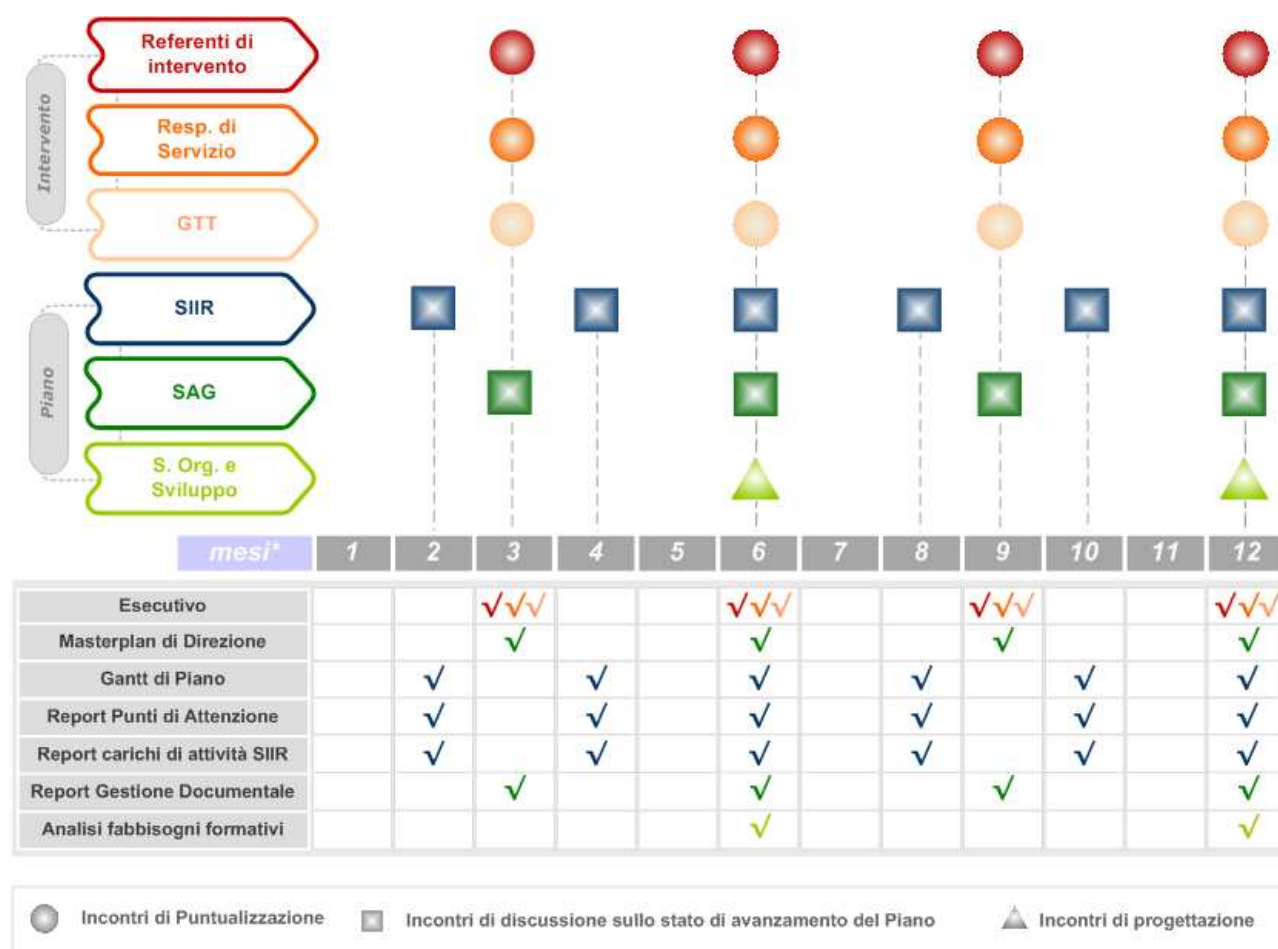 Referenti di
intervento
Resp. di
Servizio
Intervento
GTT
SIIR
SAG
Piano
S. Org. e
Sviluppo
mesi* 1 2 3 4 5 6 7 8 9 10 11 12
Esecutivo √√√ √√√ √√√ √√√
Masterplan di Direzione √ √ √ √
Gantt di Piano √ √ √ √ √ √
Report Punti di Attenzione √ √ √ √ √ √
Report carichi di attività SIIR √ √ √ √ √ √
Report Gestione Documentale √ √ √ √
Analisi fabbisogni formativi √ √
Incontri di Puntualizzazione Incontri di discussione sullo stato di avanzamento del Piano Incontri di progettazione